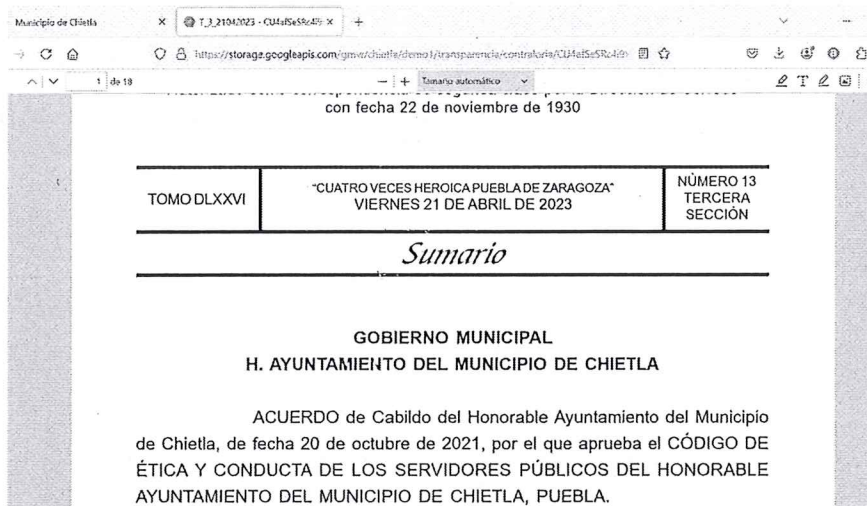 Municipio de Chietla
T_3_21042023 - CU4afSeSRc4i9
https://storage.googleapis.com/gmvr/chietla/demo1/transparencia/contraloria/CU4afSeSRc4i9
1 de 18
Tamaño automático
con fecha 22 de noviembre de 1930
TOMO DLXXVI
"CUATRO VECES HEROICA PUEBLA DE ZARAGOZA"
VIERNES 21 DE ABRIL DE 2023
NÚMERO 13
TERCERA
SECCIÓN
Sumario
GOBIERNO MUNICIPAL
H. AYUNTAMIENTO DEL MUNICIPIO DE CHIETLA
ACUERDO de Cabildo del Honorable Ayuntamiento del Municipio
de Chietla, de fecha 20 de octubre de 2021, por el que aprueba el CÓDIGO DE
ÉTICA Y CONDUCTA DE LOS SERVIDORES PÚBLICOS DEL HONORABLE
AYUNTAMIENTO DEL MUNICIPIO DE CHIETLA, PUEBLA.